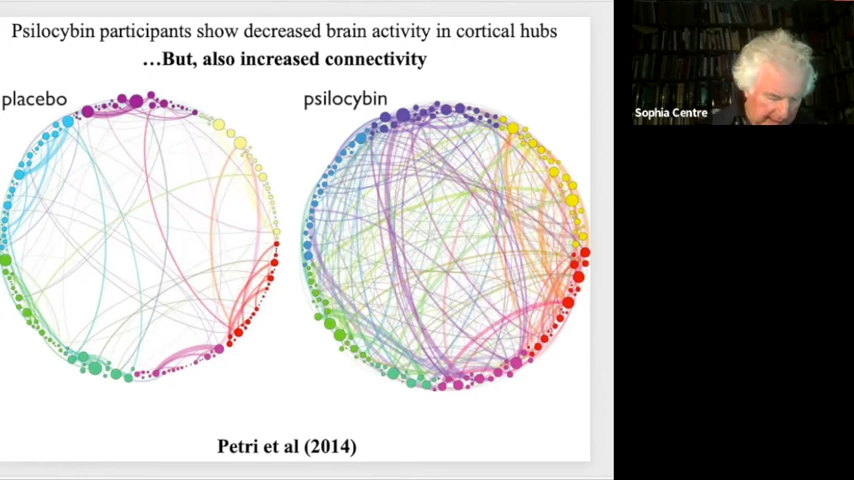 Psilocybin participants show decreased brain activity in cortical hubs
...But, also increased connectivity
placebo
psilocybin
Sophia Centre
Petri et al (2014)